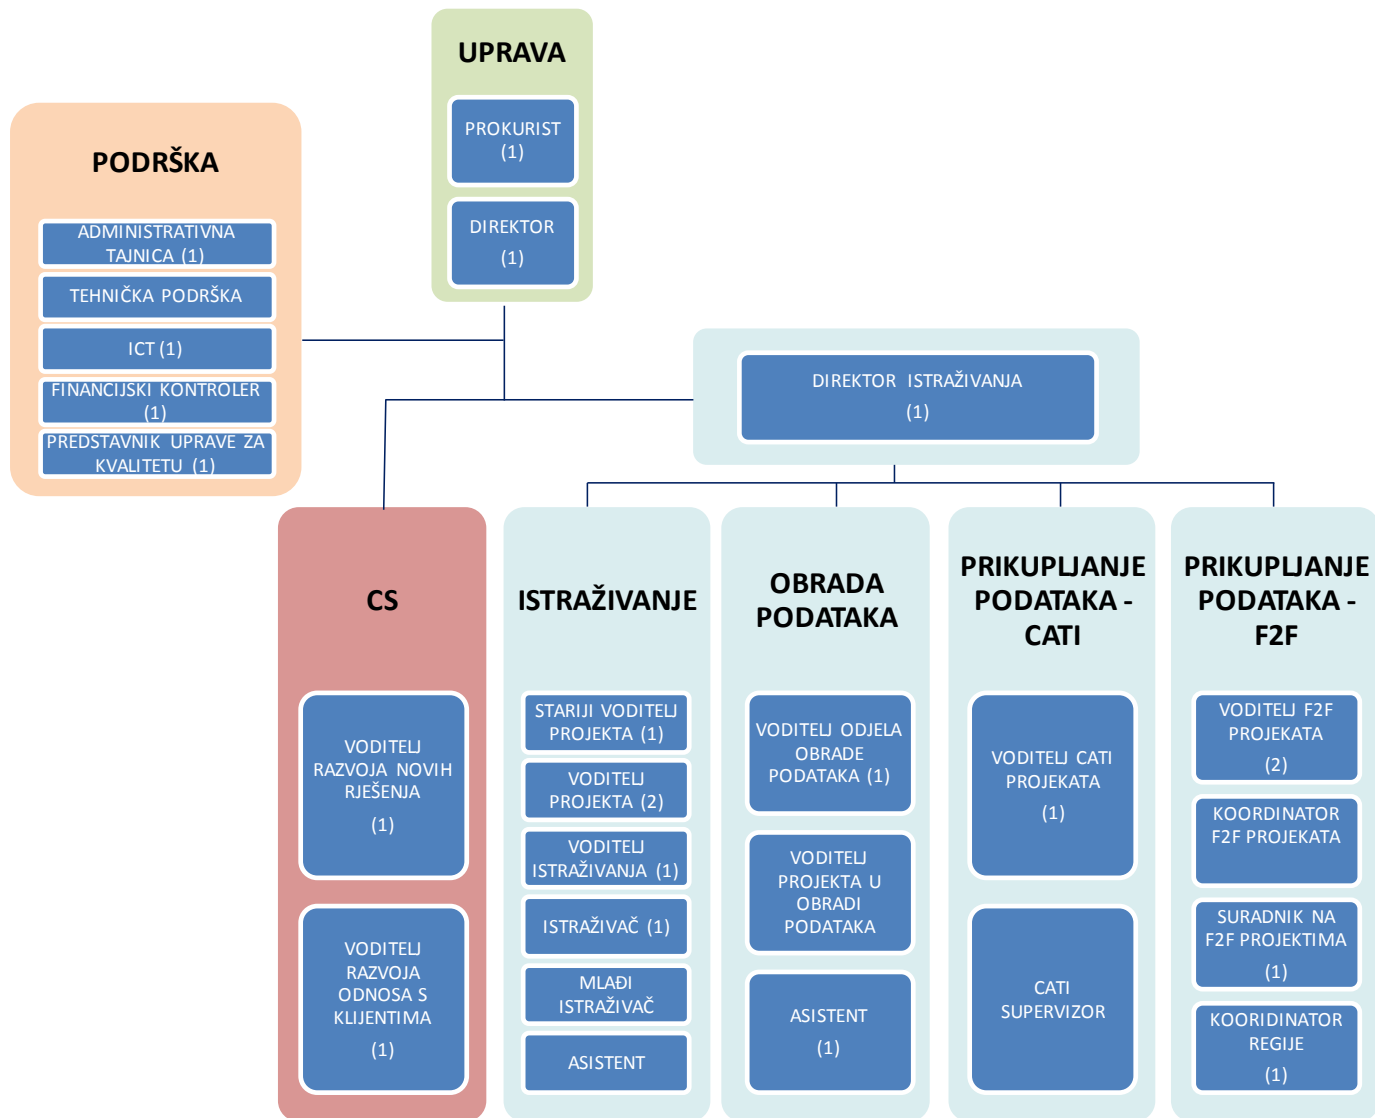 UPRAVA
PROKURIST
(1)
DIREKTOR
(1)
PODRŠKA
ADMINISTRATIVNA
TAJNICA (1)
TEHNIČKA PODRŠKA
ICT (1)
FINANCIJSKI KONTROLER
(1)
PREDSTAVNIK UPRAVE ZA
KVALITETU (1)
DIREKTOR ISTRAŽIVANJA
(1)
CS
VODITELJ
RAZVOJA NOVIH
RJEŠENJA
(1)
VODITELJ
RAZVOJA
ODNOSA S
KLIJENTIMA
(1)
ISTRAŽIVANJE
STARIJI VODITELJ
PROJEKTA (1)
VODITELJ
PROJEKTA (2)
VODITELJ
ISTRAŽIVANJA (1)
ISTRAŽIVAČ (1)
MLAĐI
ISTRAŽIVAČ
ASISTENT
OBRADA
PODATAKA
VODITELJ ODJELA
OBRADE
PODATAKA (1)
VODITELJ
PROJEKTA U
OBRADI
PODATAKA
ASISTENT
(1)
PRIKUPLJANJE
PODATAKA -
CATI
VODITELJ CATI
PROJEKATA
(1)
CATI
SUPERVIZOR
PRIKUPLJANJE
PODATAKA -
F2F
VODITELJ F2F
PROJEKATA
(2)
KOORDINATOR
F2F PROJEKATA
SURADNIK NA
F2F PROJEKTIMA
(1)
KOORIDINATOR
REGIJE
(1)